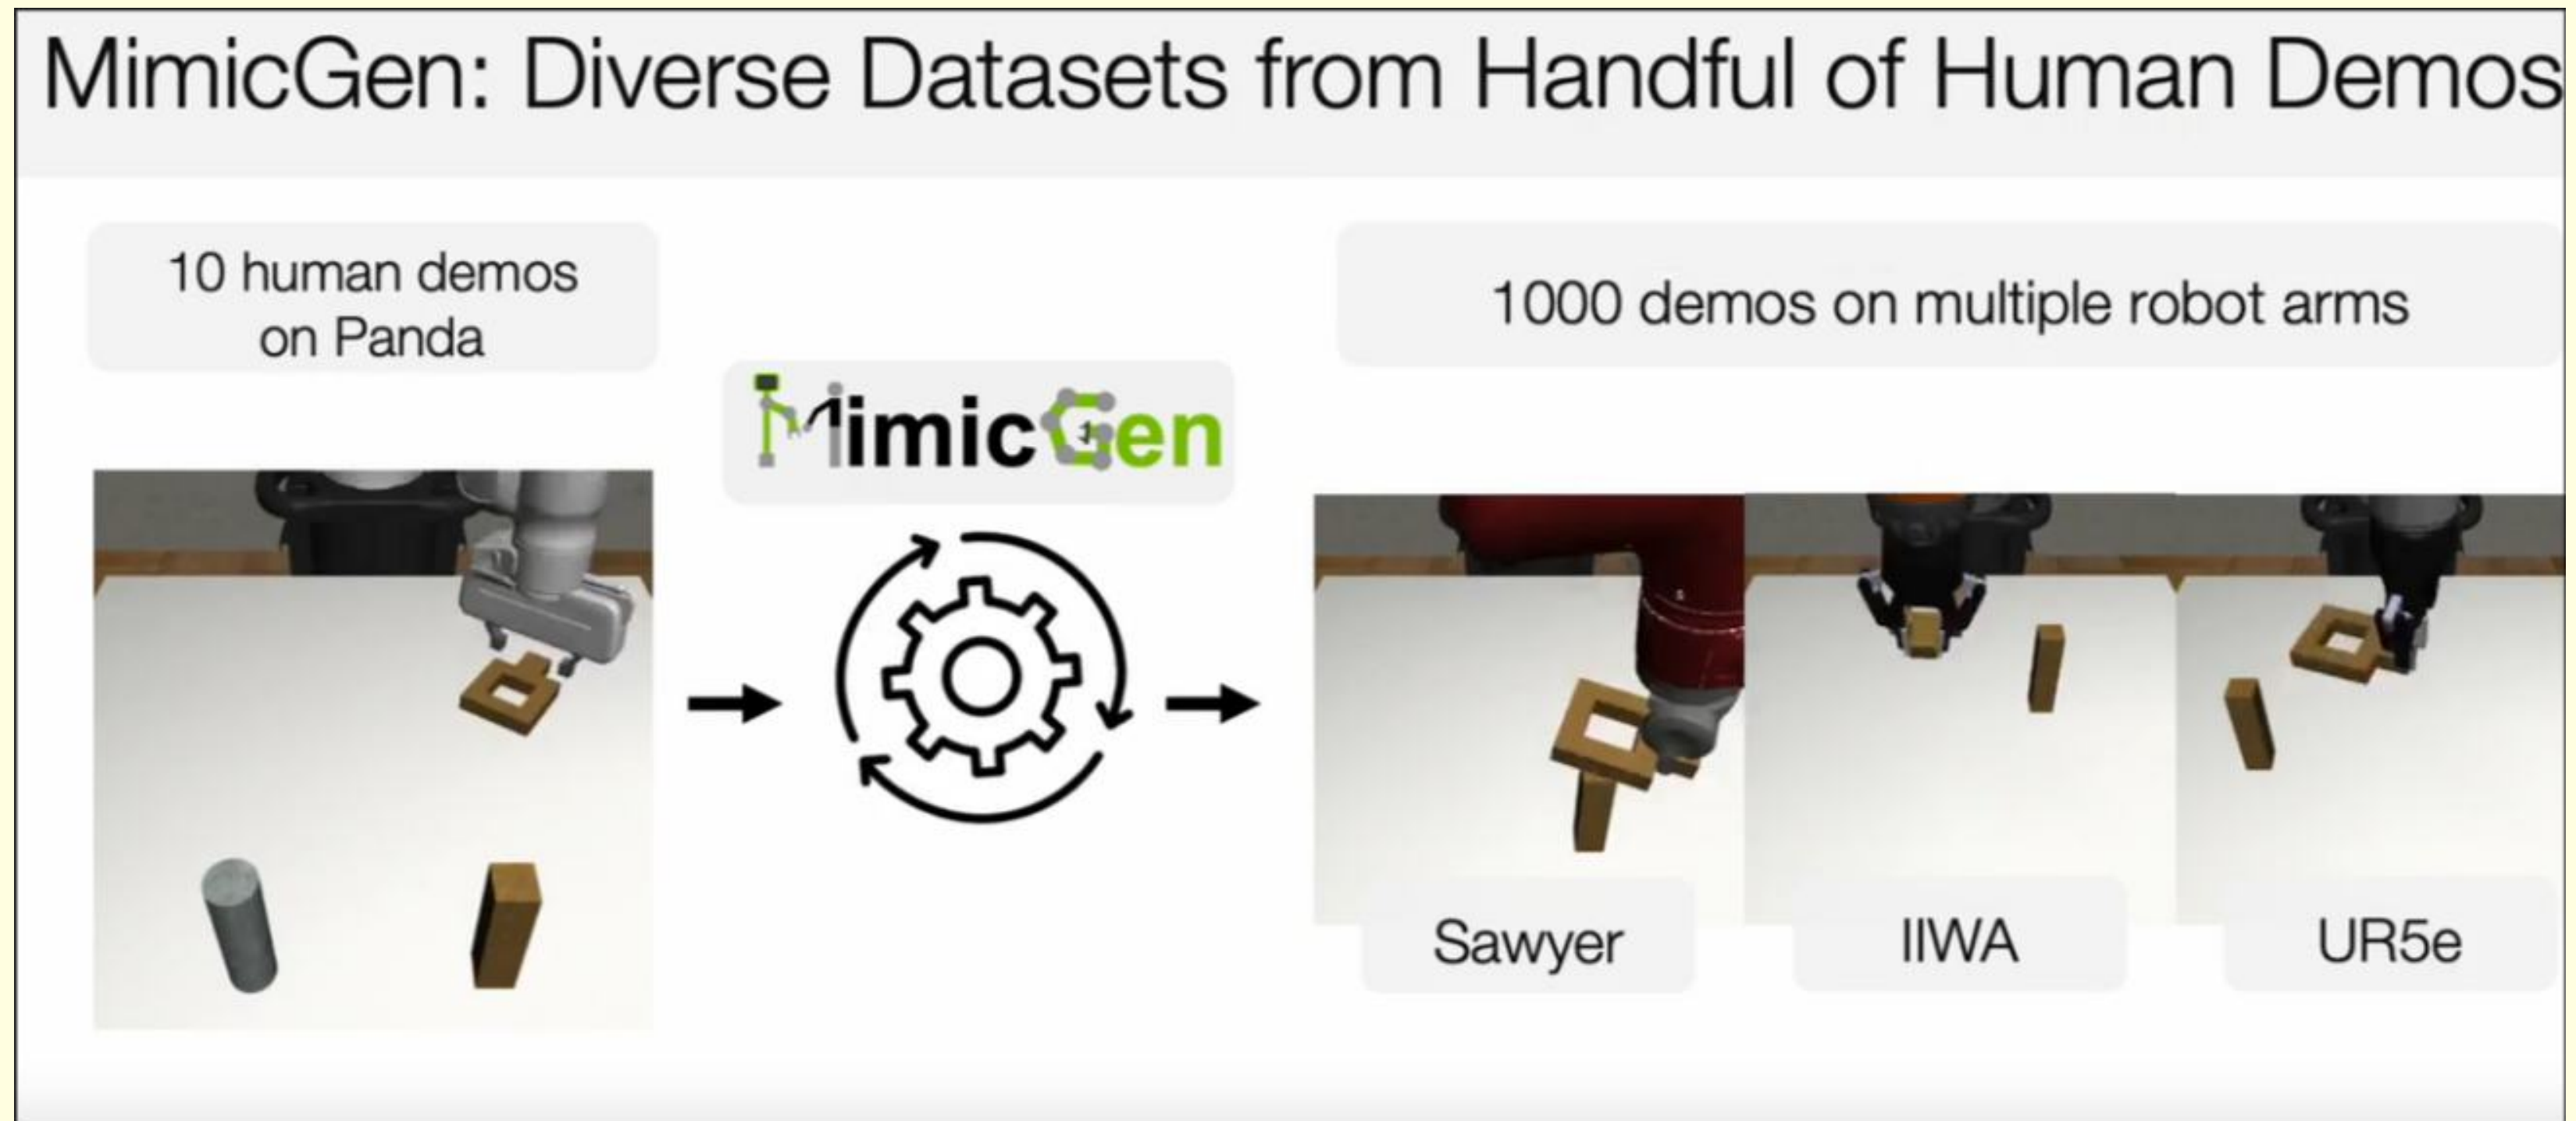 MimicGen: Diverse Datasets from Handful of Human Demos
10 human demos
on Panda
MimicGen
1000 demos on multiple robot arms
Sawyer
IIWA
UR5e